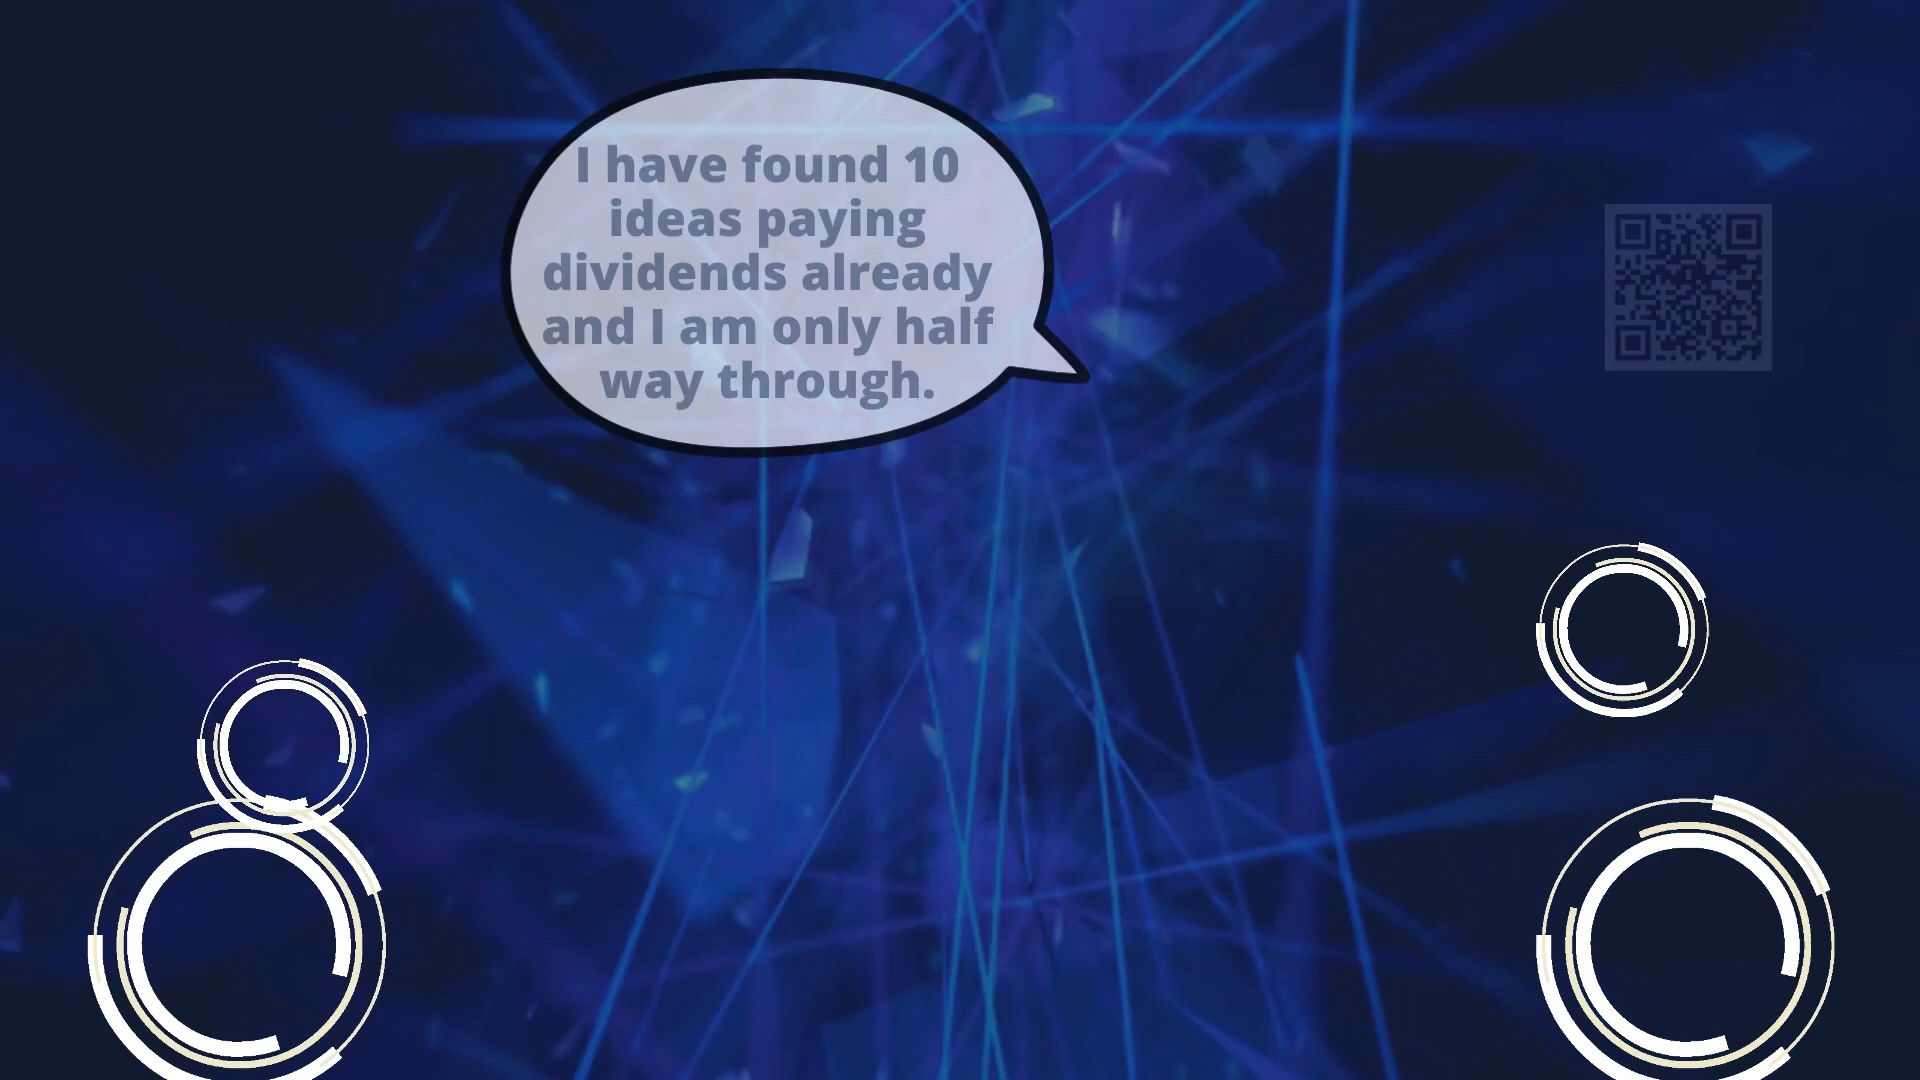 I have found 10
ideas paying
dividends already
and I am only half
way through.